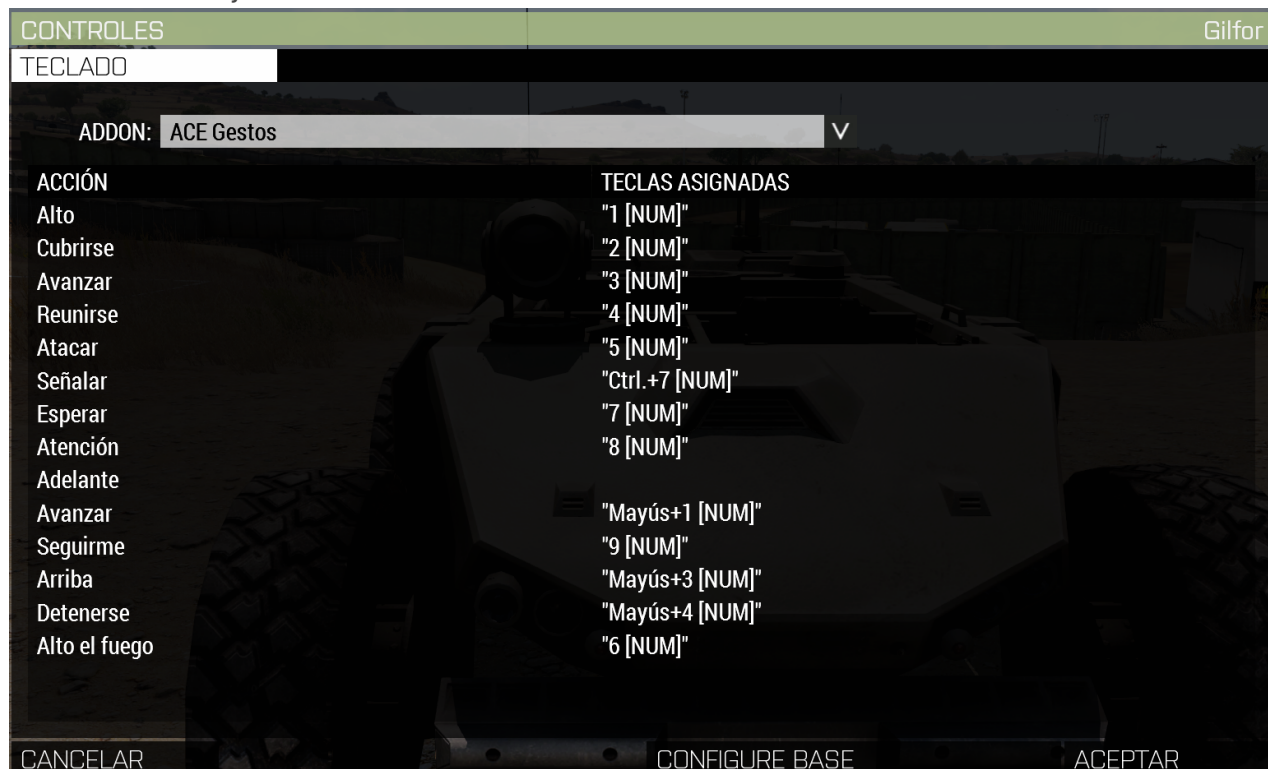 CONTROLES Gilfor
TECLADO
ADDON: ACE Gestos V
ACCIÓN TECLAS ASIGNADAS
Alto "1 [NUM]"
Cubrirse "2 [NUM]"
Avanzar "3 [NUM]"
Reunirse "4 [NUM]"
Atacar "5 [NUM]"
Señalar "Ctrl.+7 [NUM]"
Esperar "7 [NUM]"
Atención "8 [NUM]"
Adelante
Avanzar "Mayús+1 [NUM]"
Seguirme "9 [NUM]"
Arriba "Mayús+3 [NUM]"
Detenerse "Mayús+4 [NUM]"
Alto el fuego "6 [NUM]"
CANCELAR CONFIGURE BASE ACEPTAR